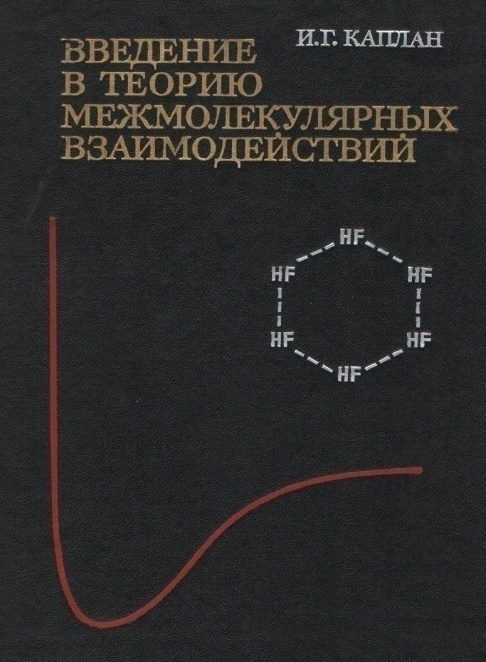 И.Г. КАПЛАН
ВВЕДЕНИЕ
В ТЕОРИЮ
МЕЖМОЛЕКУЛЯРНЫХ
ВЗАИМОДЕЙСТВИЙ
HF
HF HF
HF HF
HF